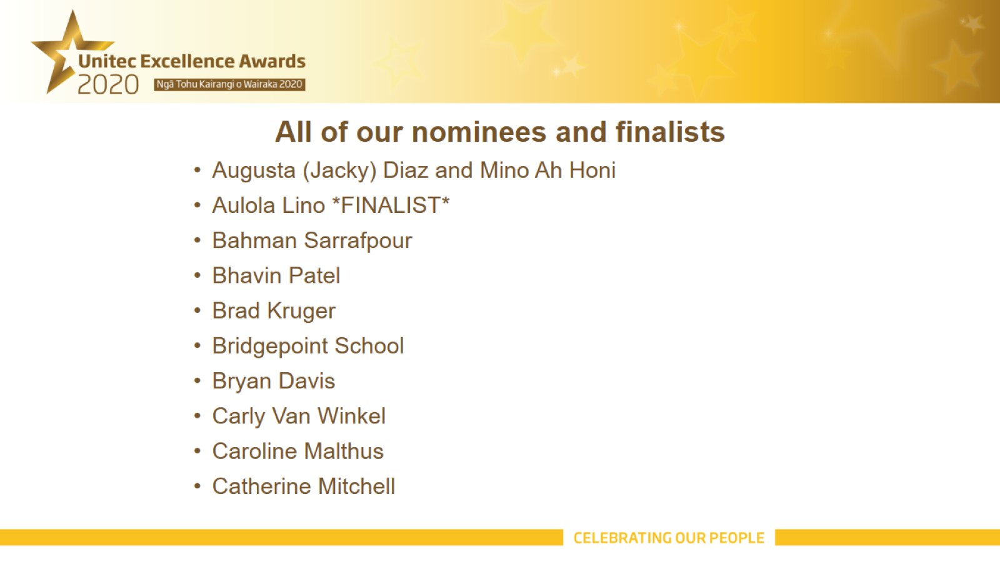 Unitec Excellence Awards
2020 Ngā Tohu Kairangi o Wairaka 2020
All of our nominees and finalists
• Augusta (Jacky) Diaz and Mino Ah Honi
• Aulola Lino *FINALIST*
• Bahman Sarrafpour
• Bhavin Patel
• Brad Kruger
• Bridgepoint School
• Bryan Davis
• Carly Van Winkel
• Caroline Malthus
• Catherine Mitchell
CELEBRATING OUR PEOPLE